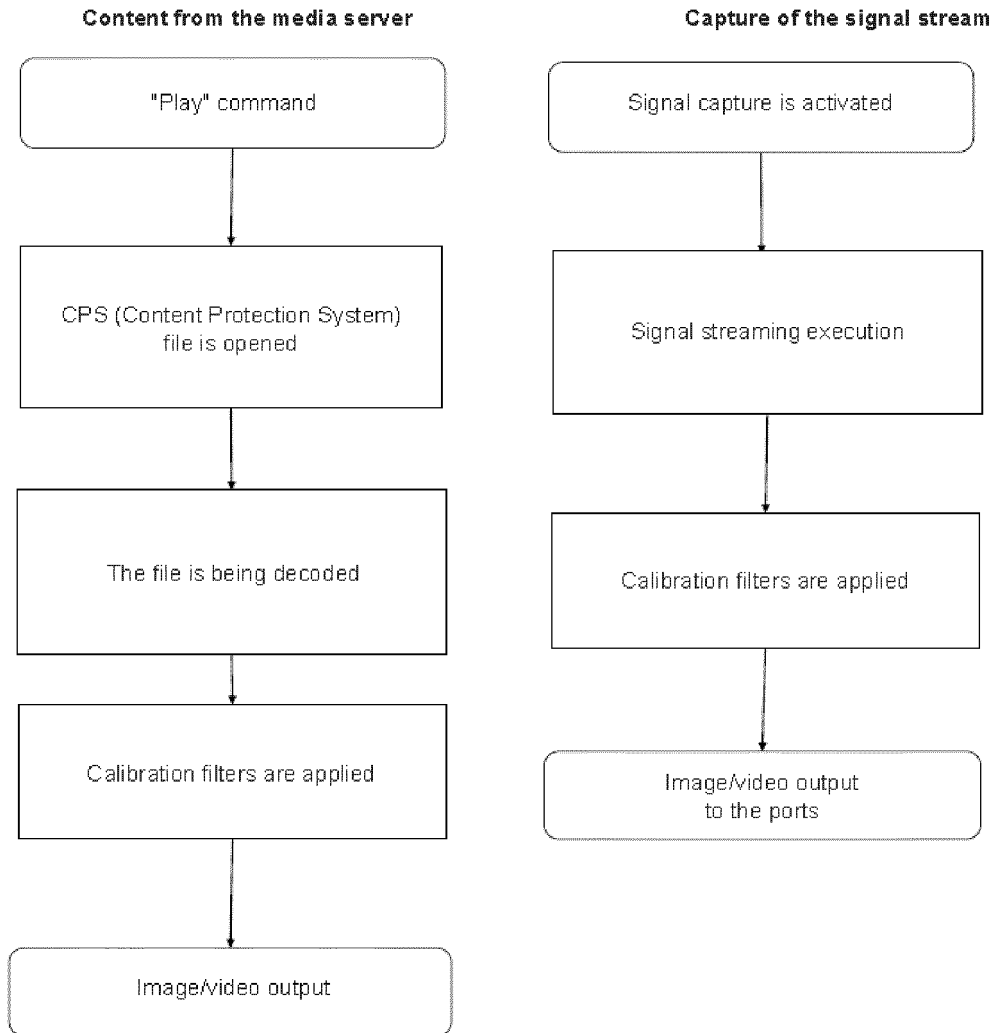 Content from the media server
"Play" command
CPS (Content Protection System)
file is opened
The file is being decoded
Calibration filters are applied
Image/video output
Capture of the signal stream
Signal capture is activated
Signal streaming execution
Calibration filters are applied
Image/video output
to the ports